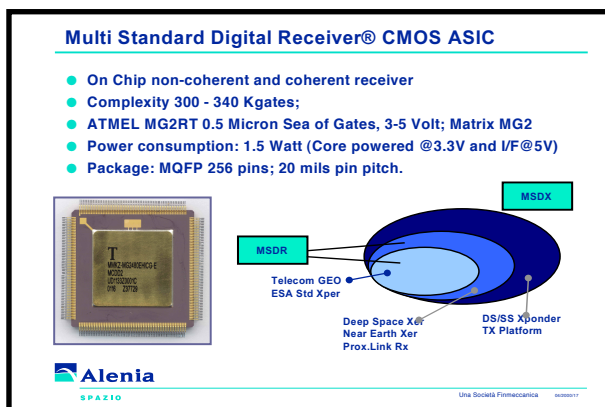 Multi Standard Digital Receiver® CMOS ASIC
On Chip non-coherent and coherent receiver
Complexity 300 - 340 Kgates;
ATMEL MG2RT 0.5 Micron Sea of Gates, 3-5 Volt; Matrix MG2
Power consumption: 1.5 Watt (Core powered @3.3V and I/F@5V)
Package: MQFP 256 pins; 20 mils pin pitch.
MSDX
MSDR
T
MCDD2
Telecom GEO
ESA Std Xper
Deep Space Xer
Near Earth Xer
Prox.Link Rx
DS/SS Xponder
TX Platform
Alenia
SPAZIO
Una Società Finmeccanica